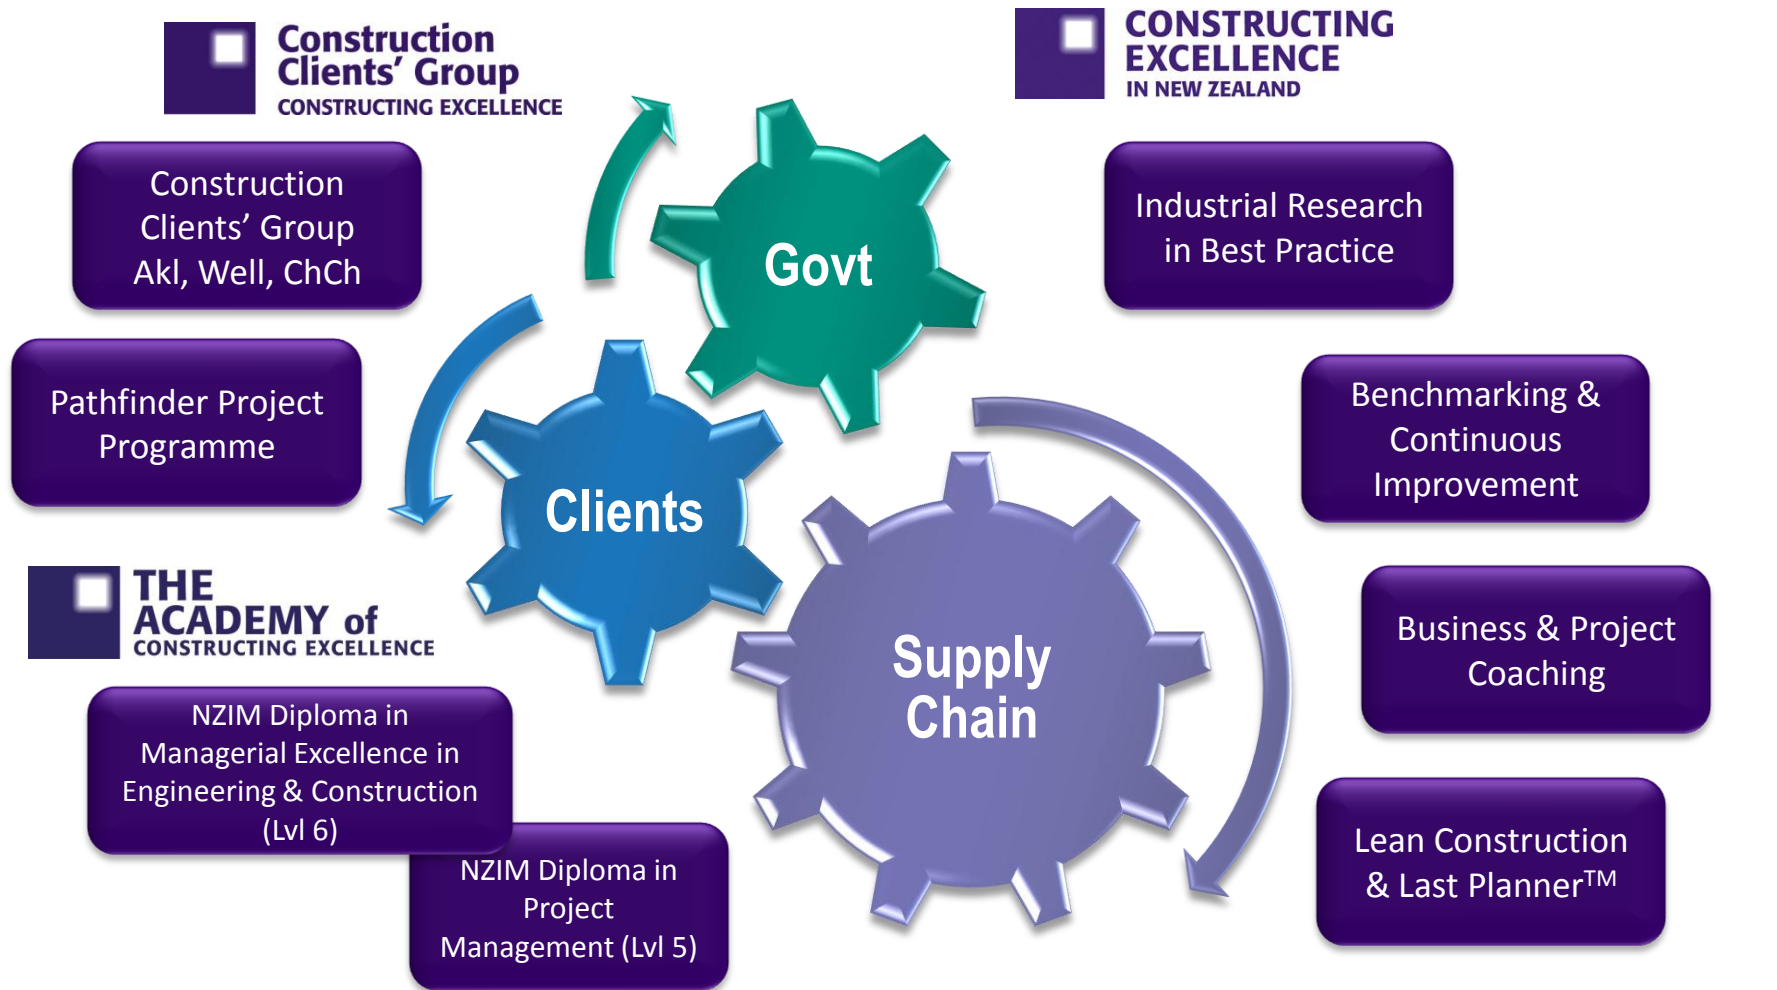 Construction
Clients’ Group
CONSTRUCTING EXCELLENCE
CONSTRUCTING
EXCELLENCE
IN NEW ZEALAND
Construction
Clients’ Group
Akl, Well, ChCh
Pathfinder Project
Programme
Govt
Clients
Supply
Chain
Industrial Research
in Best Practice
Benchmarking &
Continuous
Improvement
Business & Project
Coaching
Lean Construction
& Last Planner™
THE
ACADEMY of
CONSTRUCTING EXCELLENCE
NZIM Diploma in
Managerial Excellence in
Engineering & Construction
(Lvl 6)
NZIM Diploma in
Project
Management (Lvl 5)